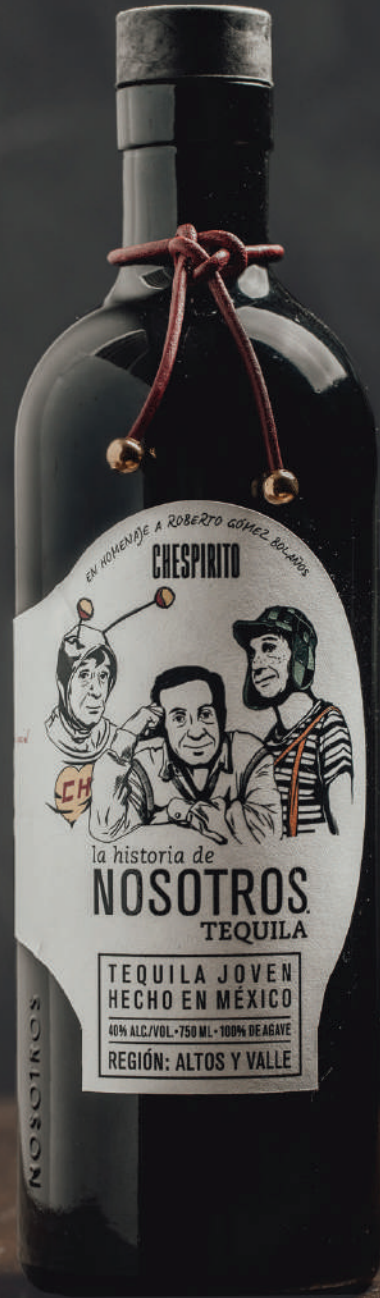 EN HOMENAJE A ROBERTO GÓMEZ BOLAÑOS
CHESPIRITO
CH
la historia de
NOSOTROS.
TEQUILA
TEQUILA JOVEN
HECHO EN MÉXICO
40% ALC./VOL.•750 ML•100% DE AGAVE
REGIÓN: ALTOS Y VALLE
NOSOTROS